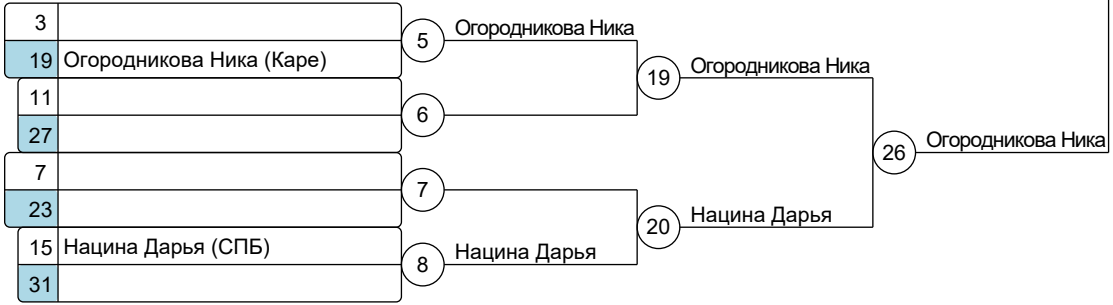 3
5 Огородникова Ника
19 Огородникова Ника (Каре)
19 Огородникова Ника
11
6
27
26 Огородникова Ника
7
7
23
20 Нацина Дарья
15 Нацина Дарья (СПБ)
8 Нацина Дарья
31